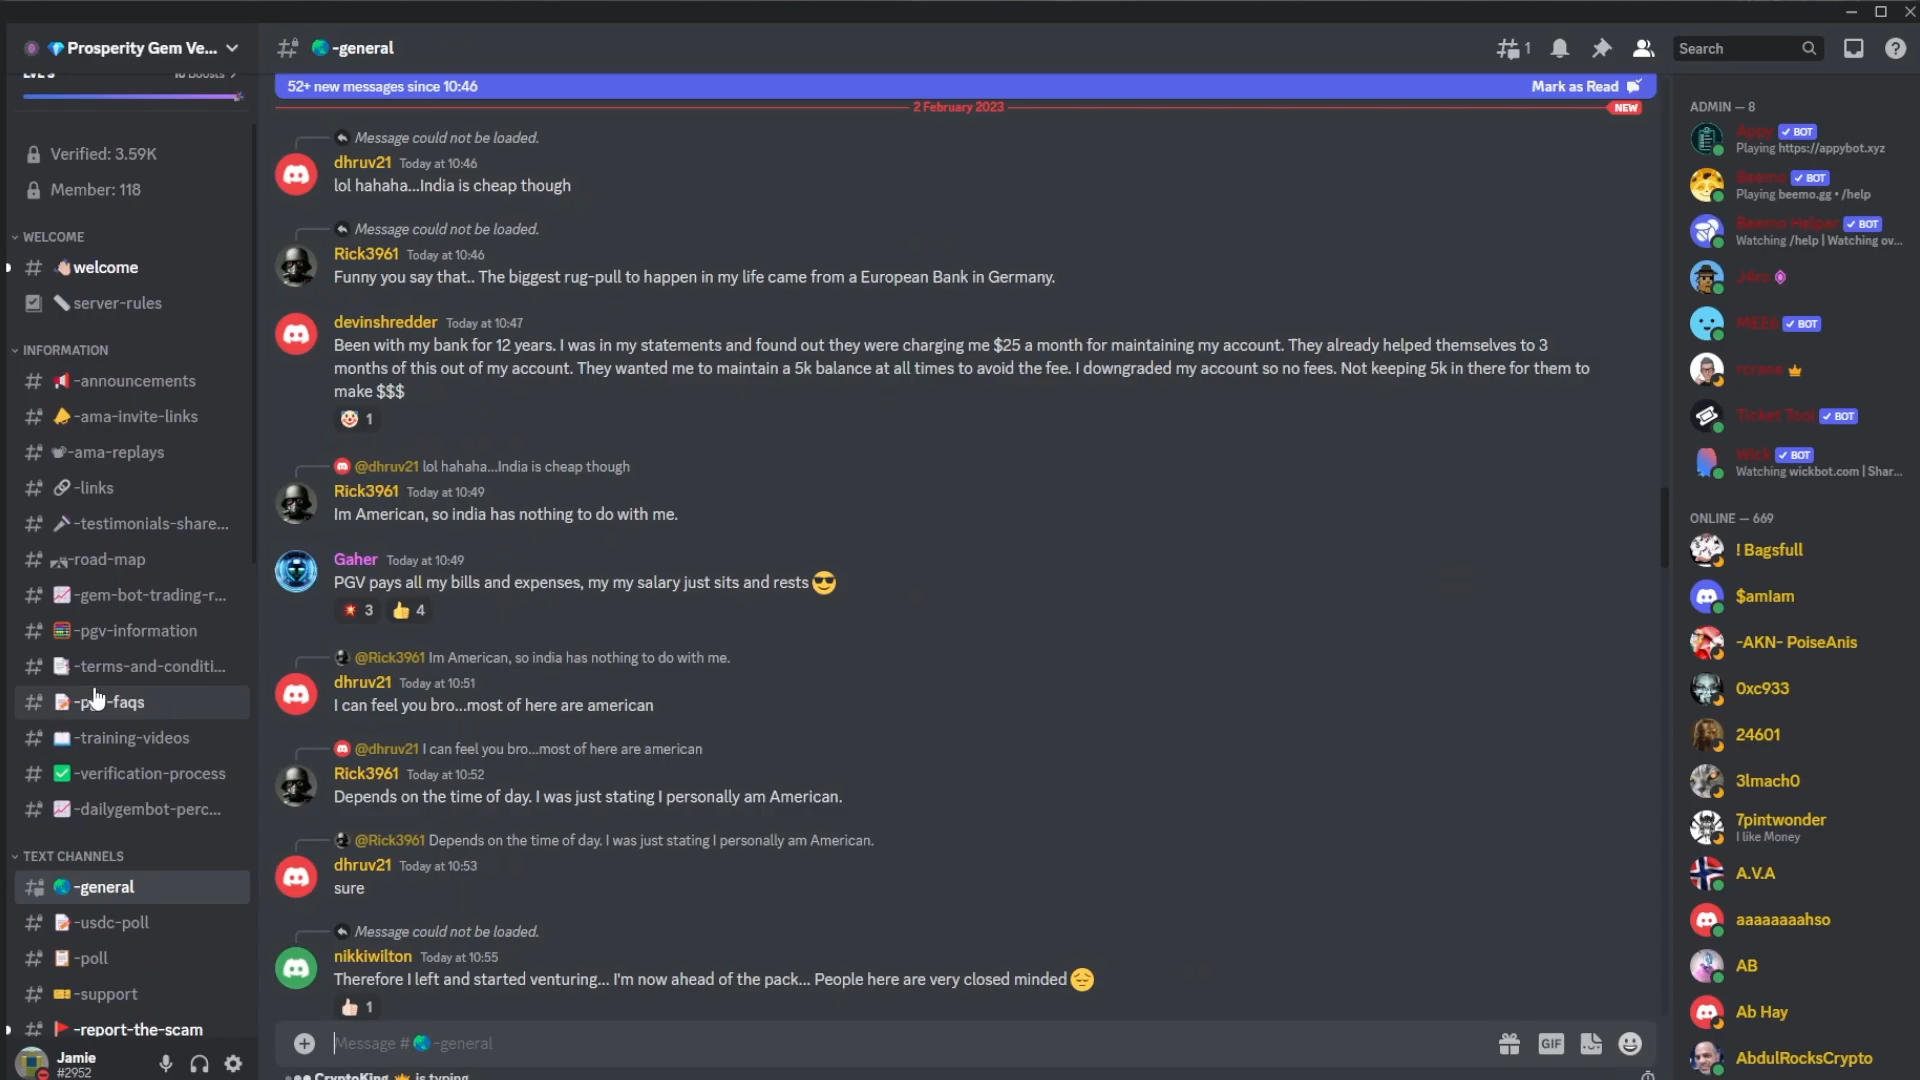 Prosperity Gem Ve...
LVL 3
Verified: 3.59K
Member: 118
WELCOME
welcome
server-rules
INFORMATION
-announcements
-ama-invite-links
-ama-replays
-links
-testimonials-share...
-road-map
-gem-bot-trading-r...
-pgv-information
-terms-and-conditi...
-faqs
-training-videos
-verification-process
-dailygembot-perc...
TEXT CHANNELS
-general
-usdc-poll
-poll
-support
-report-the-scam
Jamie
#2952
-general
1
Search
52+ new messages since 10:46
Mark as Read
2 February 2023
NEW
Message could not be loaded.
dhruv21 Today at 10:46
lol hahaha...India is cheap though
Message could not be loaded.
Rick3961 Today at 10:46
Funny you say that.. The biggest rug-pull to happen in my life came from a European Bank in Germany.
devinshredder Today at 10:47
Been with my bank for 12 years. I was in my statements and found out they were charging me $25 a month for maintaining my account. They already helped themselves to 3
months of this out of my account. They wanted me to maintain a 5k balance at all times to avoid the fee. I downgraded my account so no fees. Not keeping 5k in there for them to
make $$$
1
@dhruv21 lol hahaha...India is cheap though
Rick3961 Today at 10:49
Im American, so india has nothing to do with me.
Gaher Today at 10:49
PGV pays all my bills and expenses, my my salary just sits and rests 😎
3 4
@Rick3961 Im American, so india has nothing to do with me.
dhruv21 Today at 10:51
I can feel you bro...most of here are american
@dhruv21 I can feel you bro...most of here are american
Rick3961 Today at 10:52
Depends on the time of day. I was just stating I personally am American.
@Rick3961 Depends on the time of day. I was just stating I personally am American.
dhruv21 Today at 10:53
sure
Message could not be loaded.
nikkiwilton Today at 10:55
Therefore I left and started venturing... I'm now ahead of the pack... People here are very closed minded 😔
1
Message # -general
GIF
CryptoKing is typing
ADMIN — 8
Appy BOT
Playing https://appybot.xyz
Beemo BOT
Playing beemo.gg • /help
Beemo Helper BOT
Watching /help | Watching ov...
MEE6 BOT
rcrane
Ticket Tool BOT
Wick BOT
Watching wickbot.com | Shar...
ONLINE — 669
! Bagsfull
-AKN- PoiseAnis
0xc933
24601
7pintwonder
I like Money
A.V.A
aaaaaaaahso
AB
Ab Hay
AbdulRocksCrypto